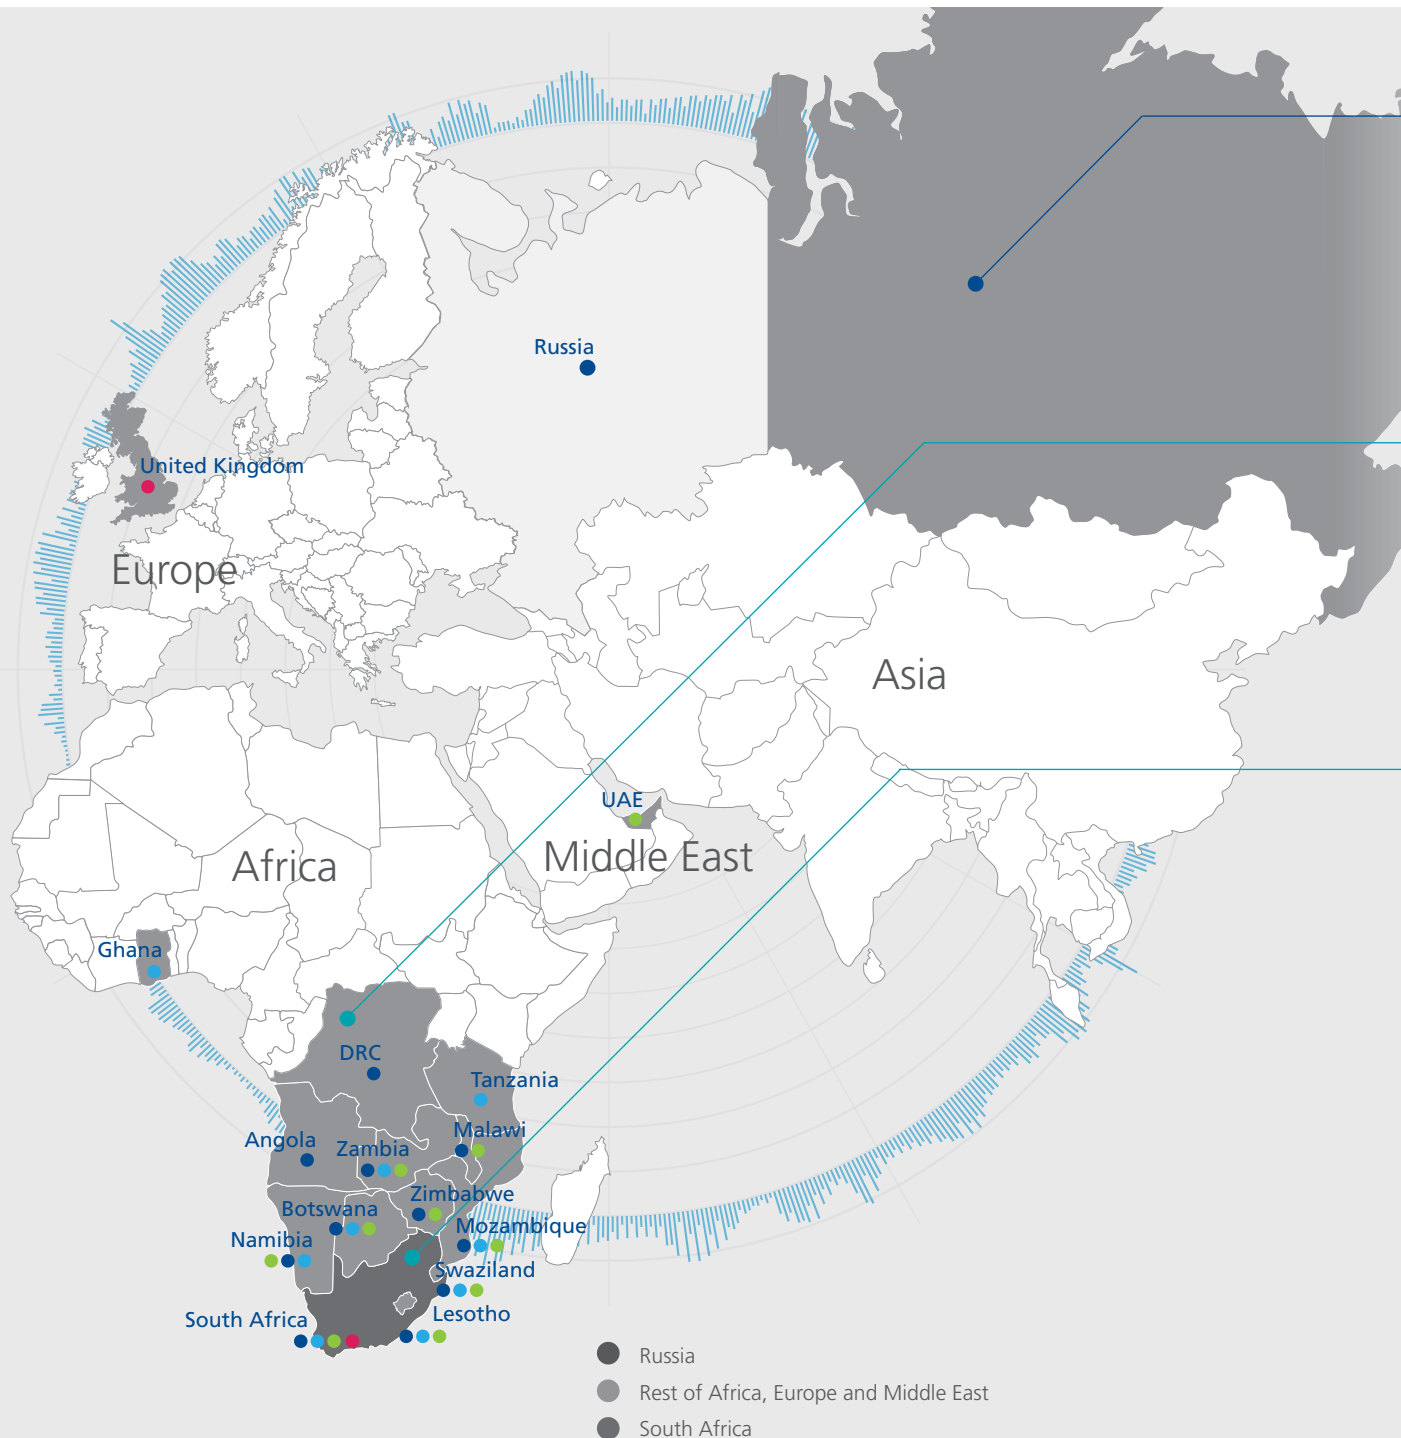 Russia
United Kingdom
Europe
Asia
UAE
Middle East
Africa
Ghana
DRC
Tanzania
Malawi
Angola
Zambia
Zimbabwe
Botswana
Mozambique
Namibia
Swaziland
Lesotho
South Africa
Russia
Rest of Africa, Europe and Middle East
South Africa